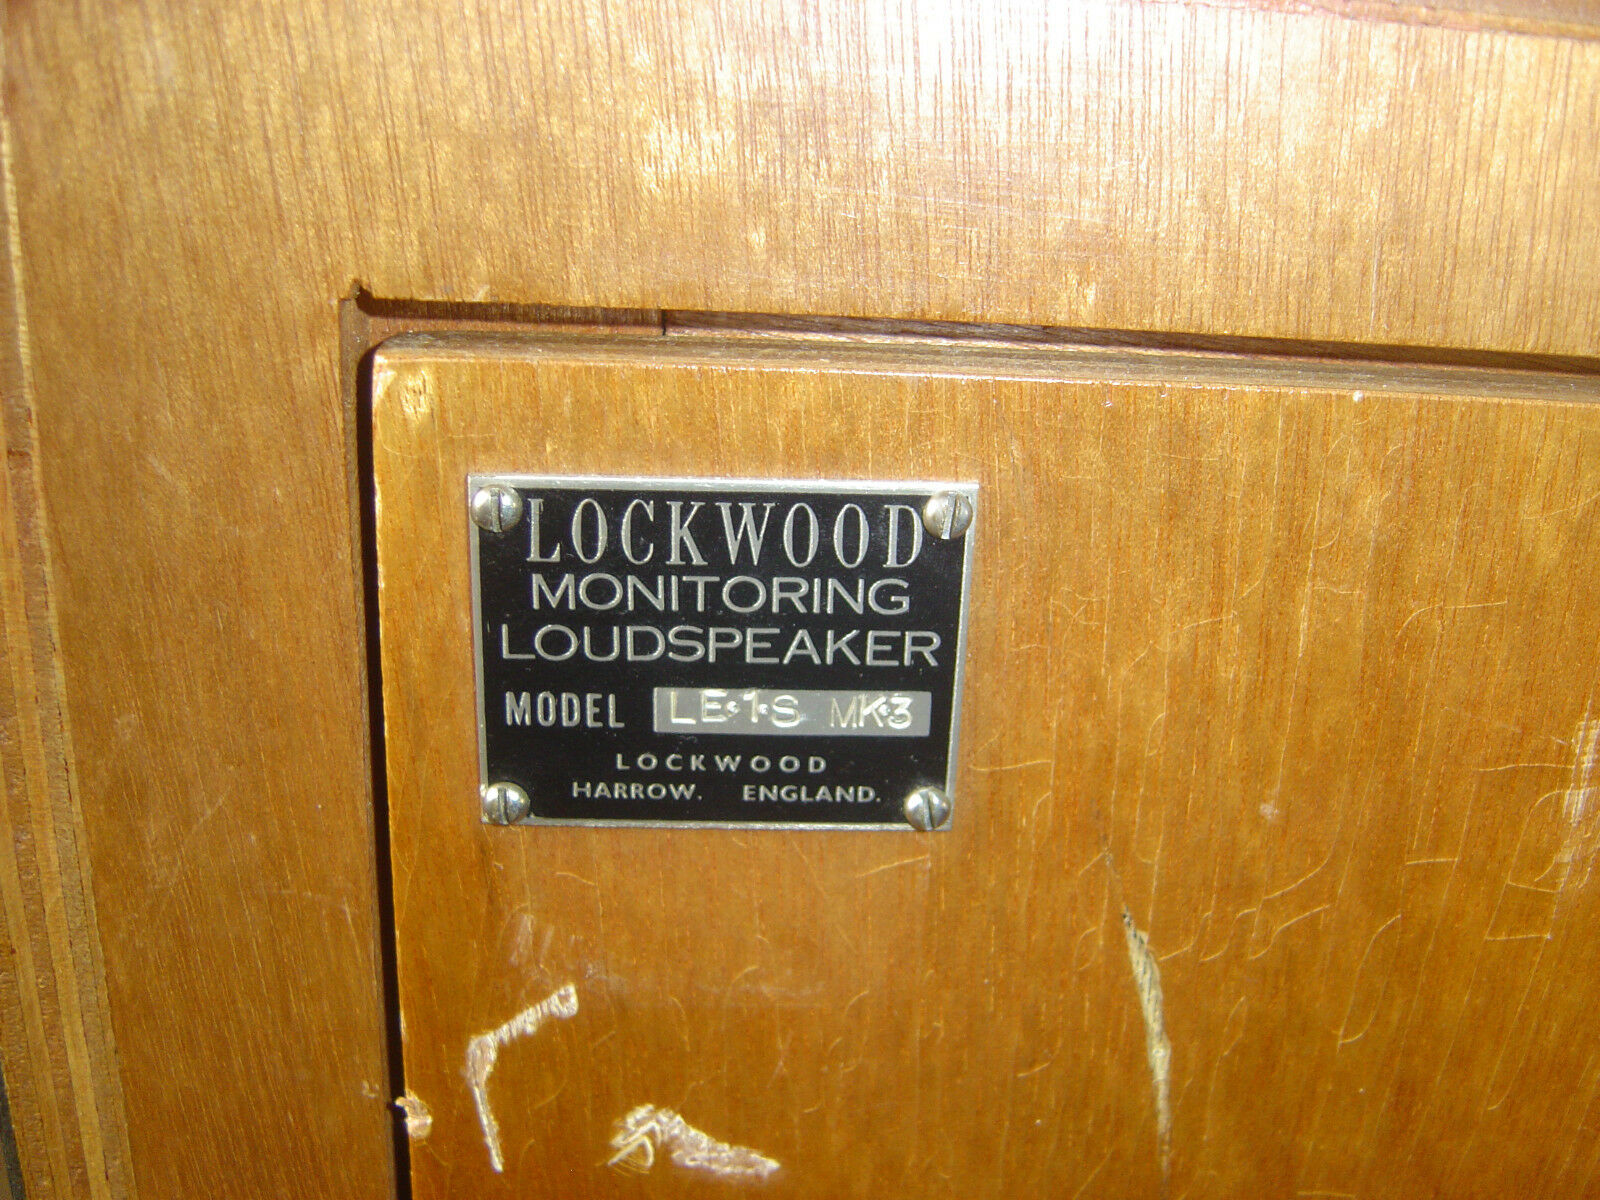 LOCKWOOD
MONITORING
LOUDSPEAKER
MODEL LE·1·S MK·3
LOCKWOOD
HARROW. ENGLAND.